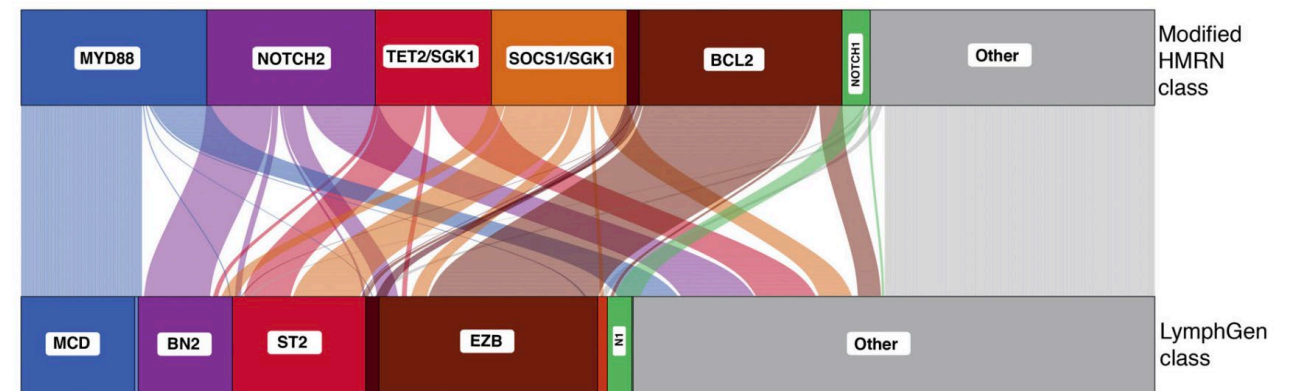 MYD88
NOTCH2
TET2/SGK1
SOCS1/SGK1
BCL2
NOTCH1
Other
Modified
HMRN
class
MCD
BN2
ST2
EZB
N1
Other
LymphGen
class